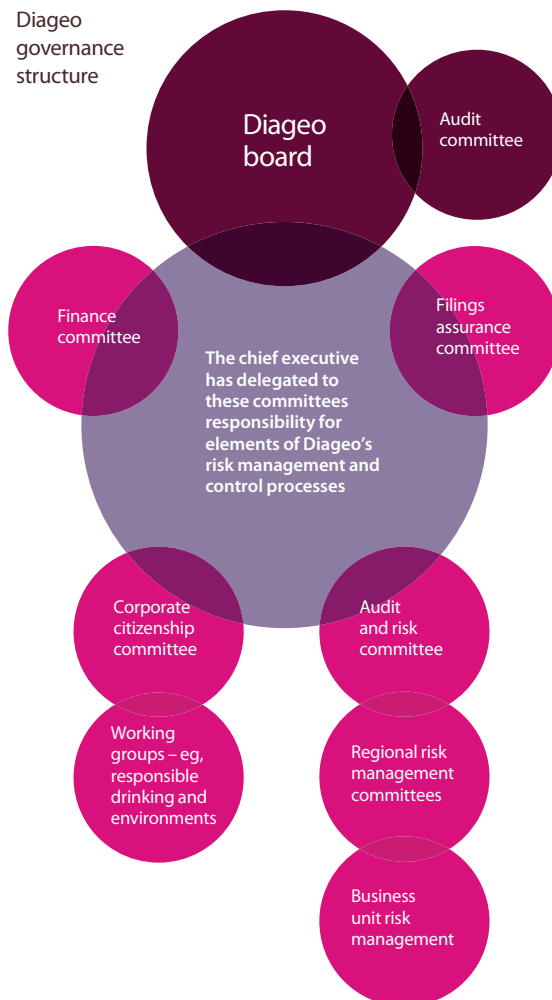 Diageo
governance
structure
Diageo
board
Audit
committee
Finance
committee
Filings
assurance
committee
The chief executive
has delegated to
these committees
responsibility for
elements of Diageo’s
risk management and
control processes
Corporate
citizenship
committee
Audit
and risk
committee
Working
groups – eg,
responsible
drinking and
environments
Regional risk
management
committees
Business
unit risk
management